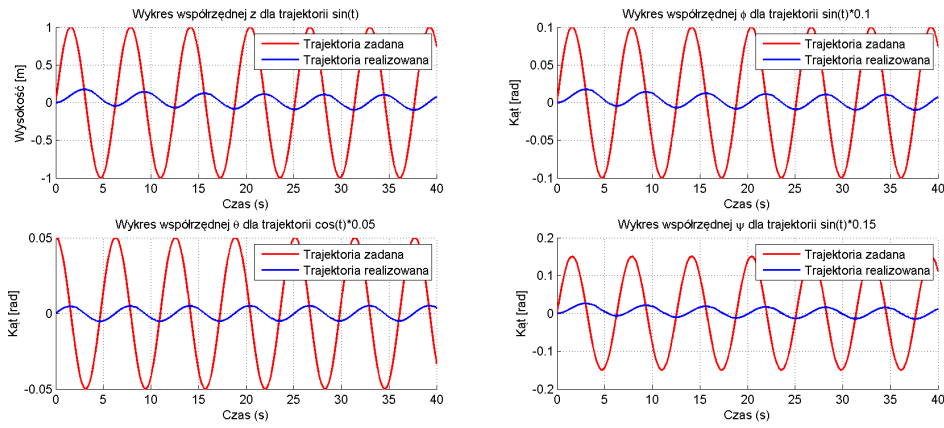 Wykres współrzędnej z dla trajektorii sin(t)
Wysokość [m]
1
0.5
0
-0.5
-1
Trajektoria zadana
Trajektoria realizowana
0 5 10 15 20 25 30 35 40
Czas (s)
Wykres współrzędnej ϕ dla trajektorii sin(t)*0.1
Kąt [rad]
0.1
0.05
0
-0.05
-0.1
Trajektoria zadana
Trajektoria realizowana
0 5 10 15 20 25 30 35 40
Czas (s)
Wykres współrzędnej θ dla trajektorii cos(t)*0.05
Kąt [rad]
0.05
0
-0.05
Trajektoria zadana
Trajektoria realizowana
0 5 10 15 20 25 30 35 40
Czas (s)
Wykres współrzędnej ψ dla trajektorii sin(t)*0.15
Kąt [rad]
0.2
0.1
0
-0.1
-0.2
Trajektoria zadana
Trajektoria realizowana
0 5 10 15 20 25 30 35 40
Czas (s)